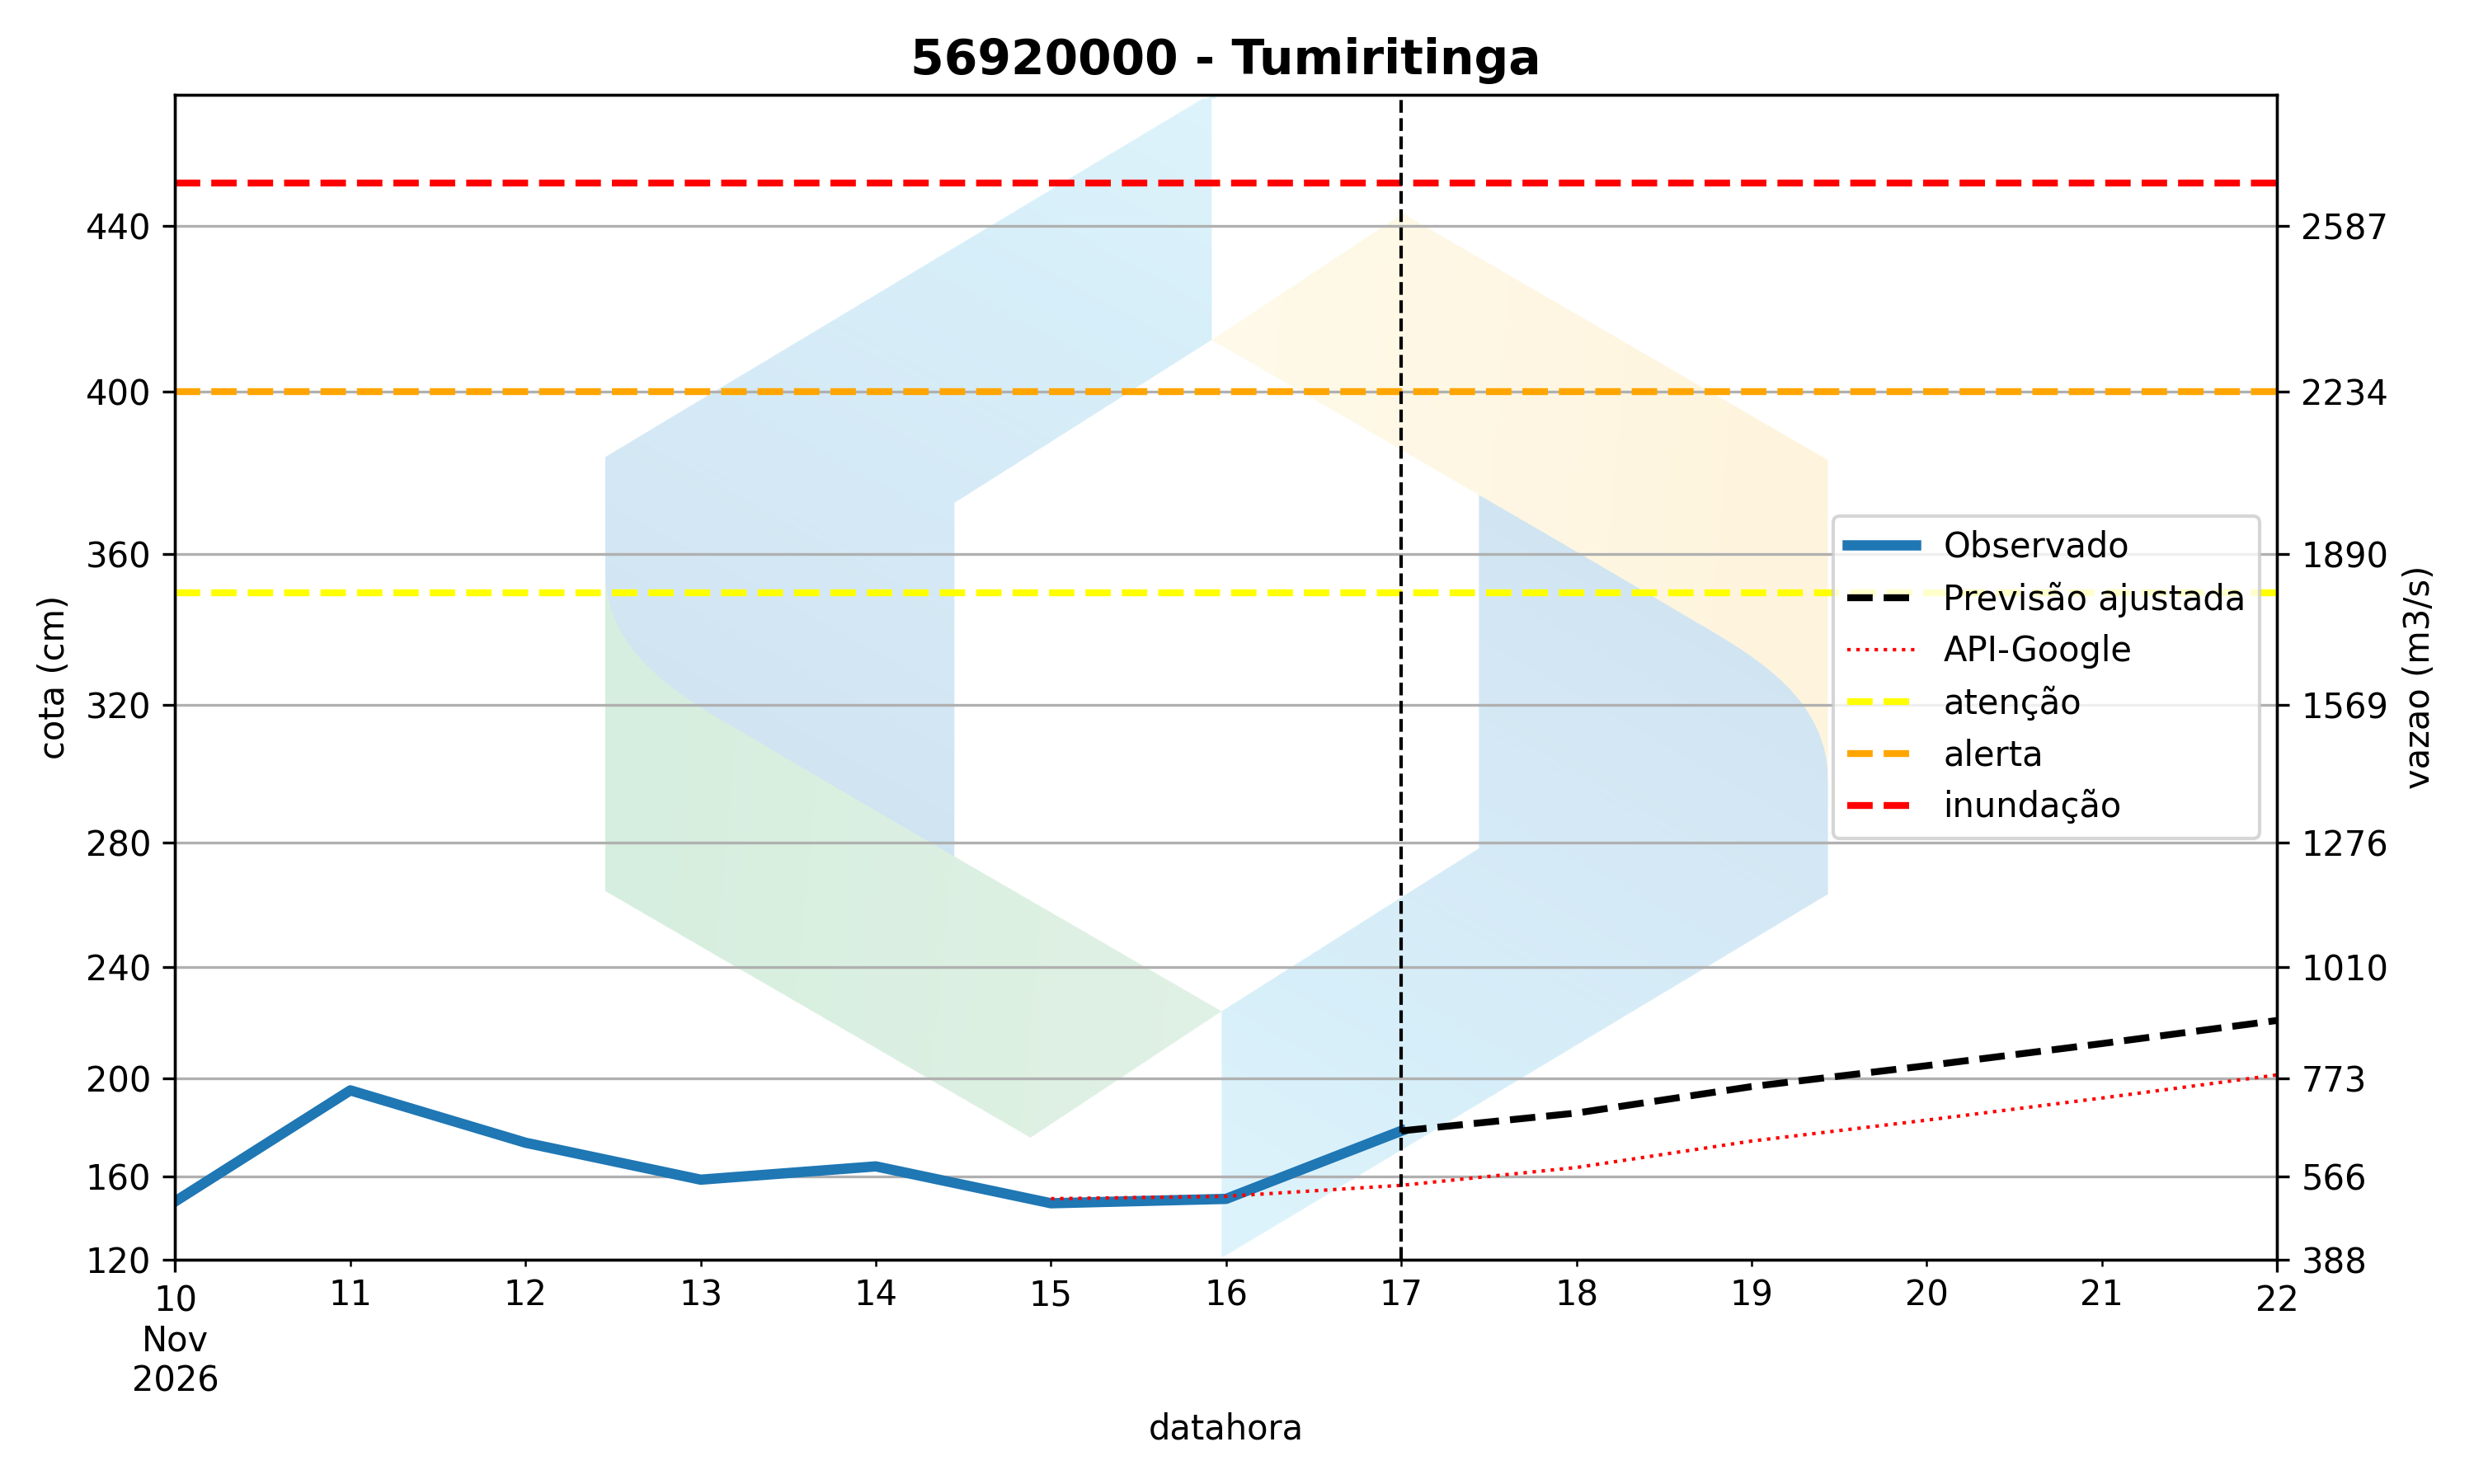 56920000 - Tumiritinga
440
400
360
320
280
240
200
160
120
cota (cm)
2587
2234
1890
1569
1276
1010
773
566
388
vazao (m3/s)
Observado
Previsão ajustada
API-Google
atenção
alerta
inundação
10 11 12 13 14 15 16 17 18 19 20 21 22
Nov
2026
datahora